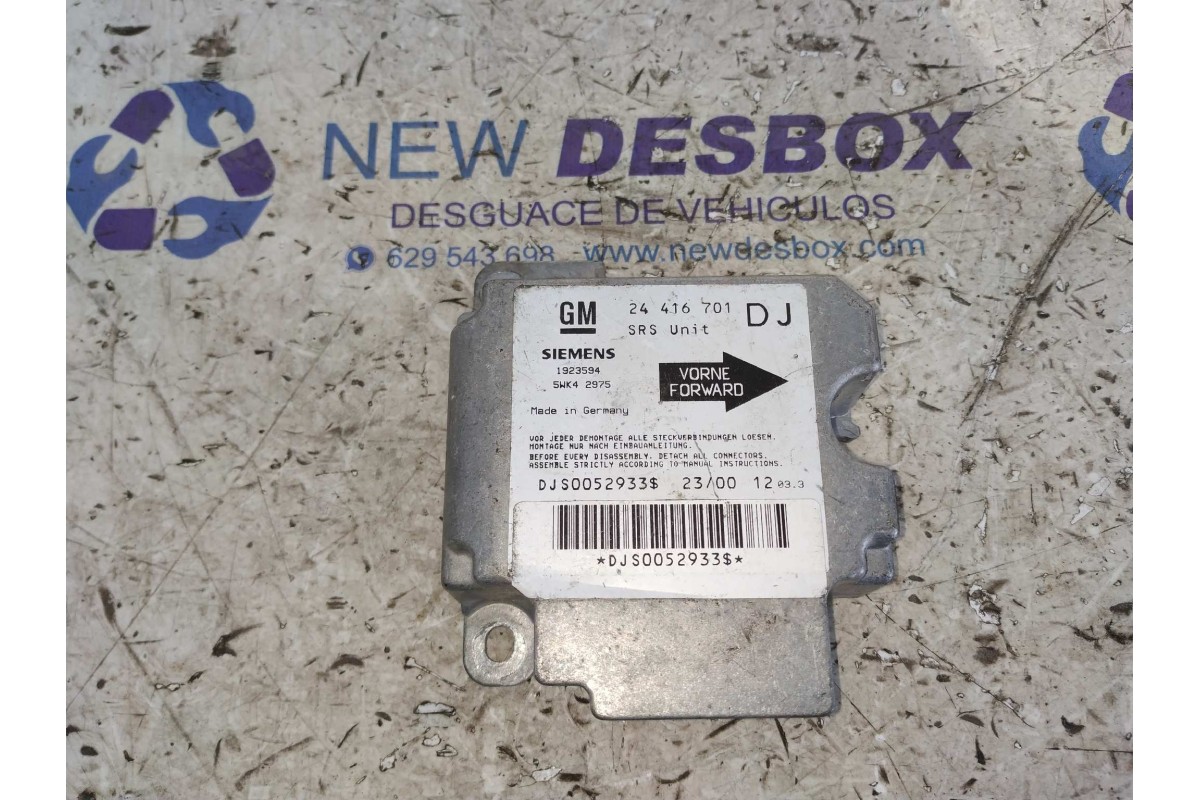 NEW DESBOX
DESGUACE DE VEHICULOS
629 543 698 www.newdesbox.com
GM
24 416 701 DJ
SRS Unit
SIEMENS
1923594
5WK4 2975
VORNE
FORWARD
Made in Germany
VOR JEDER DEMONTAGE ALLE STECKVERBINDUNGEN LOESEN.
MONTAGE NUR NACH EINBAUANLEITUNG.
BEFORE EVERY DISASSEMBLY. DETACH ALL CONNECTORS.
ASSEMBLE STRICTLY ACCORDING TO MANUAL INSTRUCTIONS.
DJS0052933$ 23/00 12 03.3
*DJS0052933$*